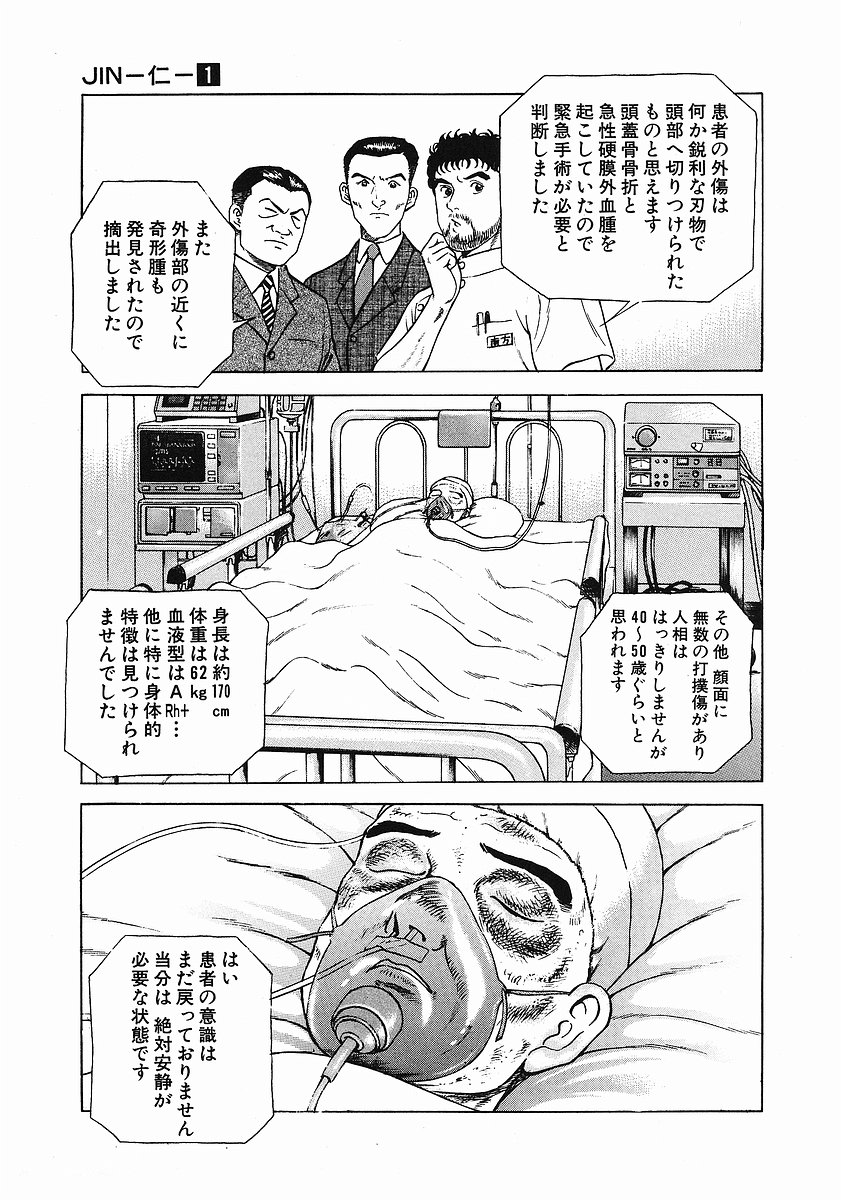 JIN－仁－1
患者の外傷は
何か鋭利な刃物で
頭部へ切りつけられた
ものと思えます
頭蓋骨骨折と
急性硬膜外血腫を
起こしていたので
緊急手術が必要と
判断しました
また
外傷部の近くに
奇形腫も
発見されたので
摘出しました
南方
その他 顔面に
無数の打撲傷があり
人相は
はっきりしませんが
40〜50歳ぐらいと
思われます
身長は約170cm
体重は62kg
血液型はA Rh+…
他に特に身体的
特徴は見つけられ
ませんでした
はい
患者の意識は
まだ戻っておりません
当分は 絶対安静が
必要な状態です